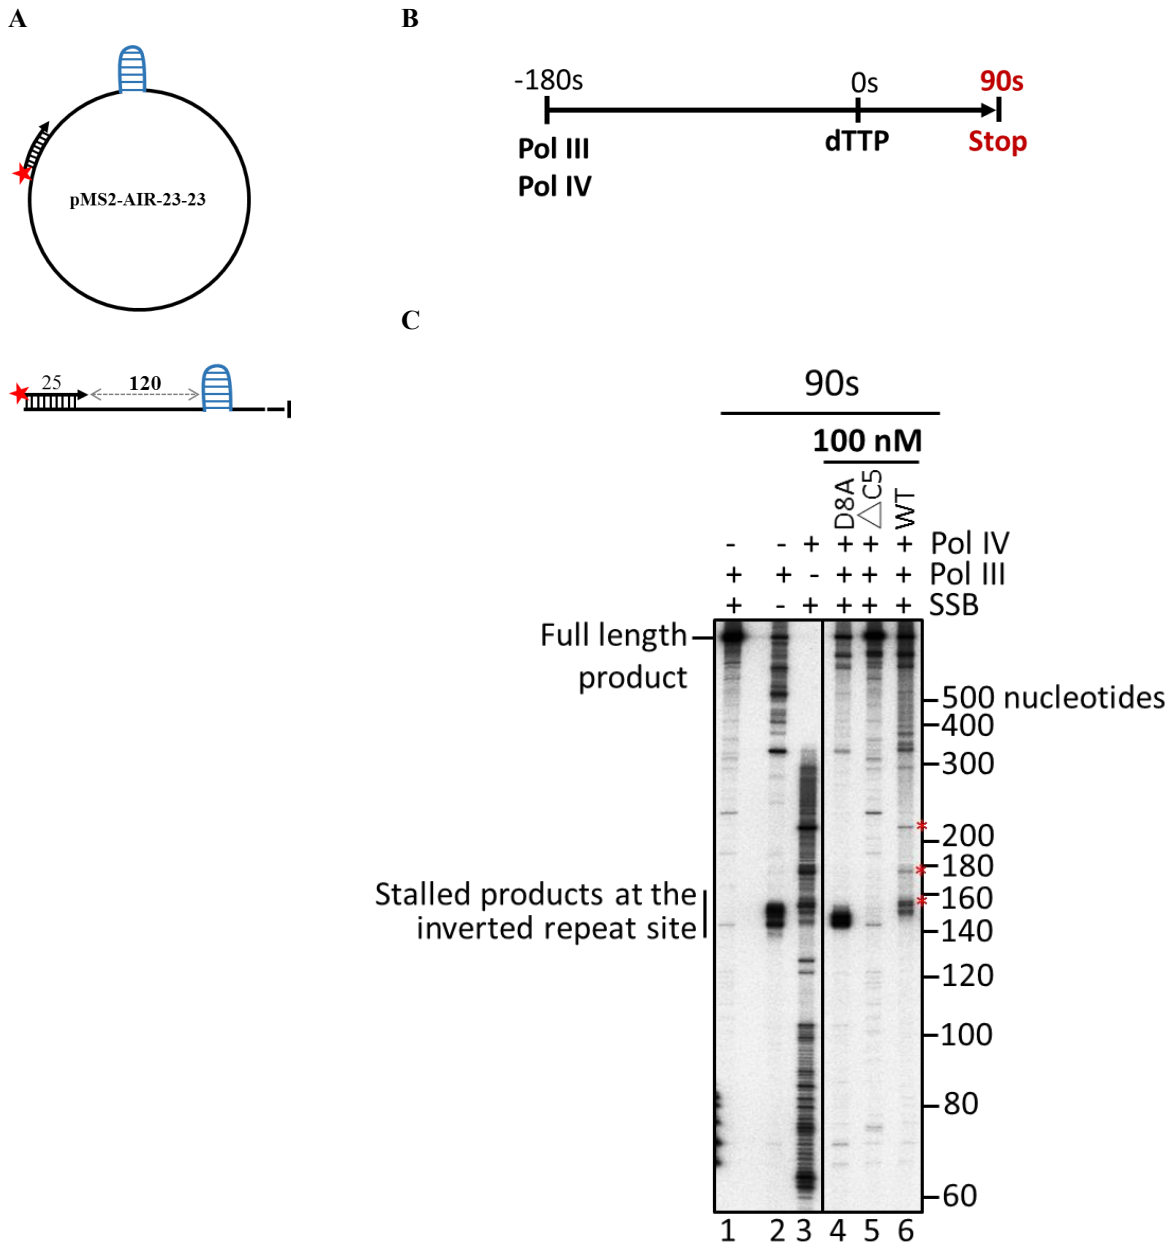 A
pMS2-AIR-23-23
25
120
B
-180s
0s
90s
Pol III
Pol IV
dTTP
Stop
C
90s
100 nM
D8A
△C5
WT
- - + + + + Pol IV
+ + - + + + Pol III
+ - + + + + SSB
Full length
product
500 nucleotides
400
300
* 200
180
*
160
*
Stalled products at the
inverted repeat site
140
120
100
80
60
1 2 3 4 5 6